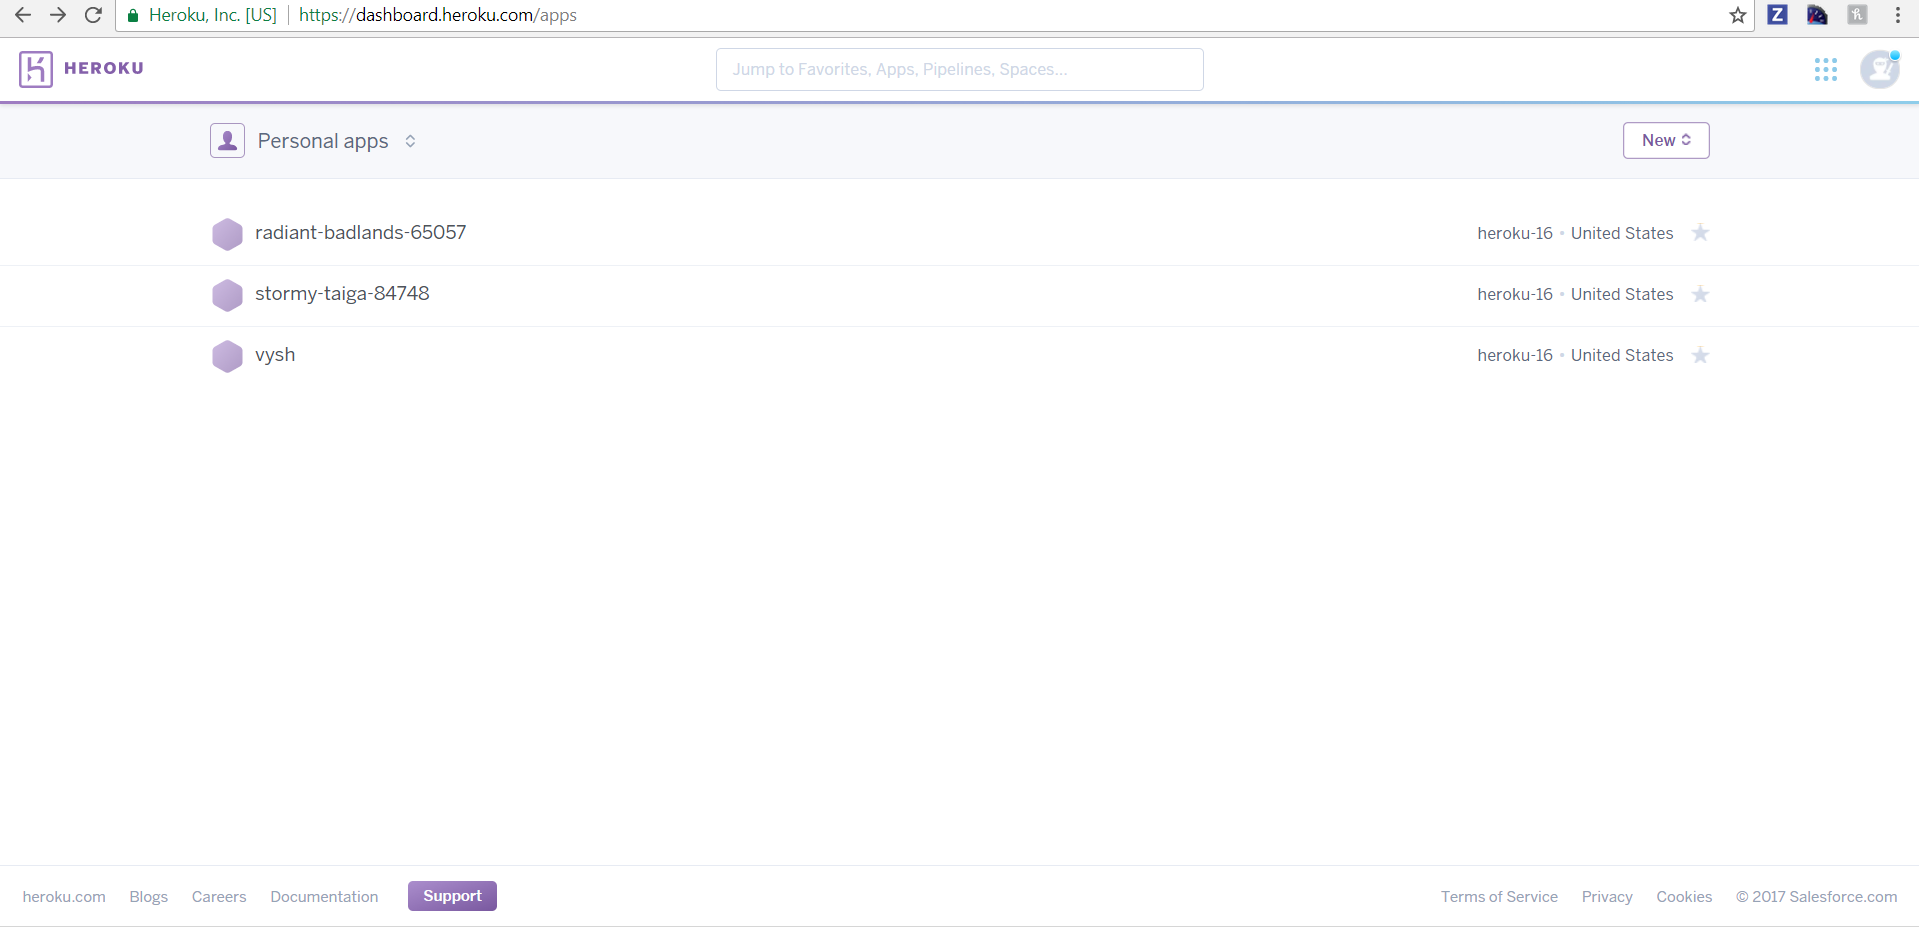 Heroku, Inc. [US] https://dashboard.heroku.com/apps
Z
HEROKU
Jump to Favorites, Apps, Pipelines, Spaces...
Personal apps
New
radiant-badlands-65057
heroku-16 • United States
stormy-taiga-84748
heroku-16 • United States
vysh
heroku-16 • United States
heroku.com Blogs Careers Documentation Support
Terms of Service Privacy Cookies © 2017 Salesforce.com